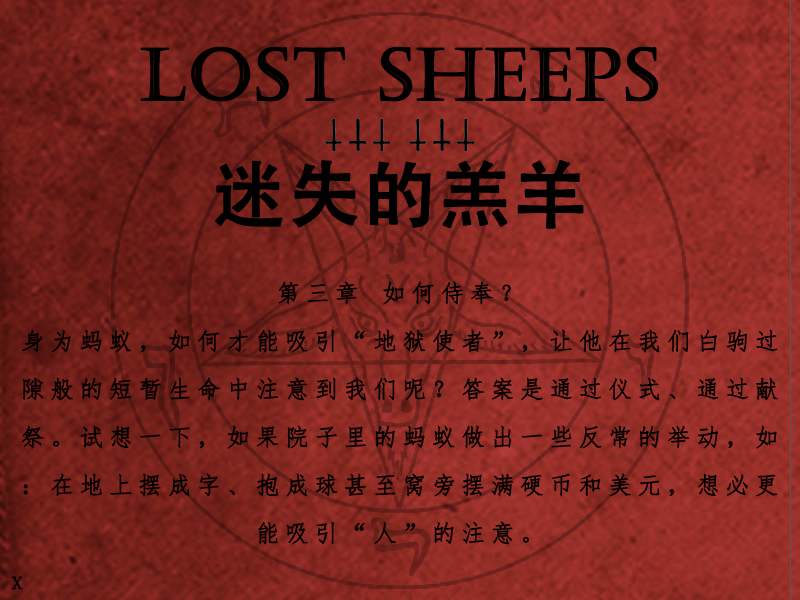 LOST SHEEPS
迷失的羔羊
第三章 如何侍奉？
身为蚂蚁，如何才能吸引“地狱使者”，让他在我们白驹过
隙般的短暂生命中注意到我们呢？答案是通过仪式、通过献
祭。试想一下，如果院子里的蚂蚁做出一些反常的举动，如
：在地上摆成字、抱成球甚至窝旁摆满硬币和美元，想必更
能吸引“人”的注意。
X